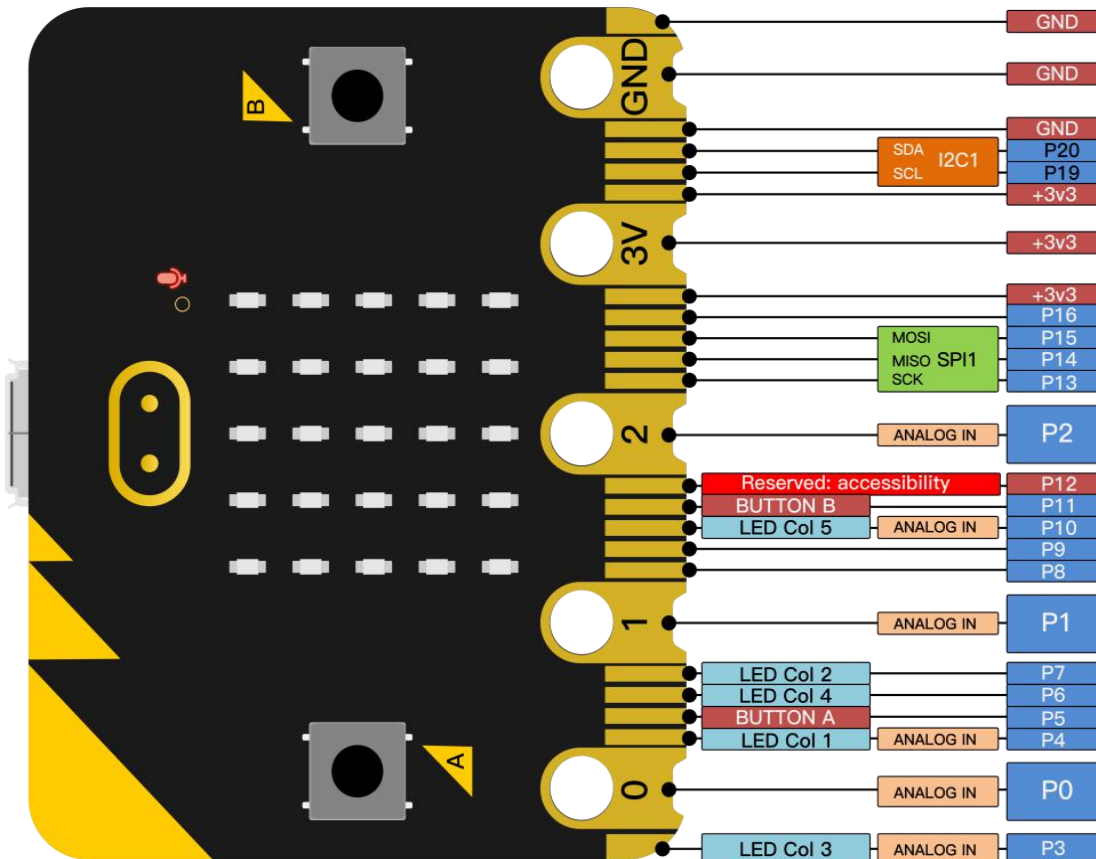 GND
GND
GND
GND
SDA I2C1 P20
SCL P19
+3v3
B
3V
+3v3
+3v3
P16
MOSI P15
MISO SPI1 P14
SCK P13
2
ANALOG IN P2
Reserved: accessibility P12
BUTTON B P11
LED Col 5 ANALOG IN P10
P9
P8
1
ANALOG IN P1
LED Col 2 P7
LED Col 4 P6
BUTTON A P5
LED Col 1 ANALOG IN P4
A
0
ANALOG IN P0
LED Col 3 ANALOG IN P3